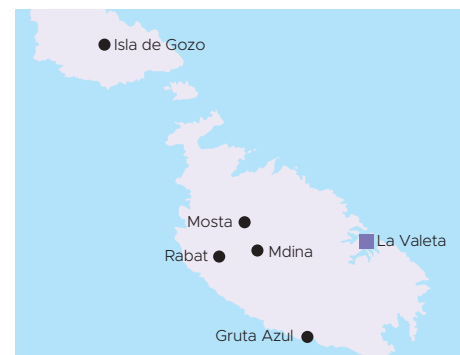 Isla de Gozo
Mosta
La Valeta
Rabat
Mdina
Gruta Azul